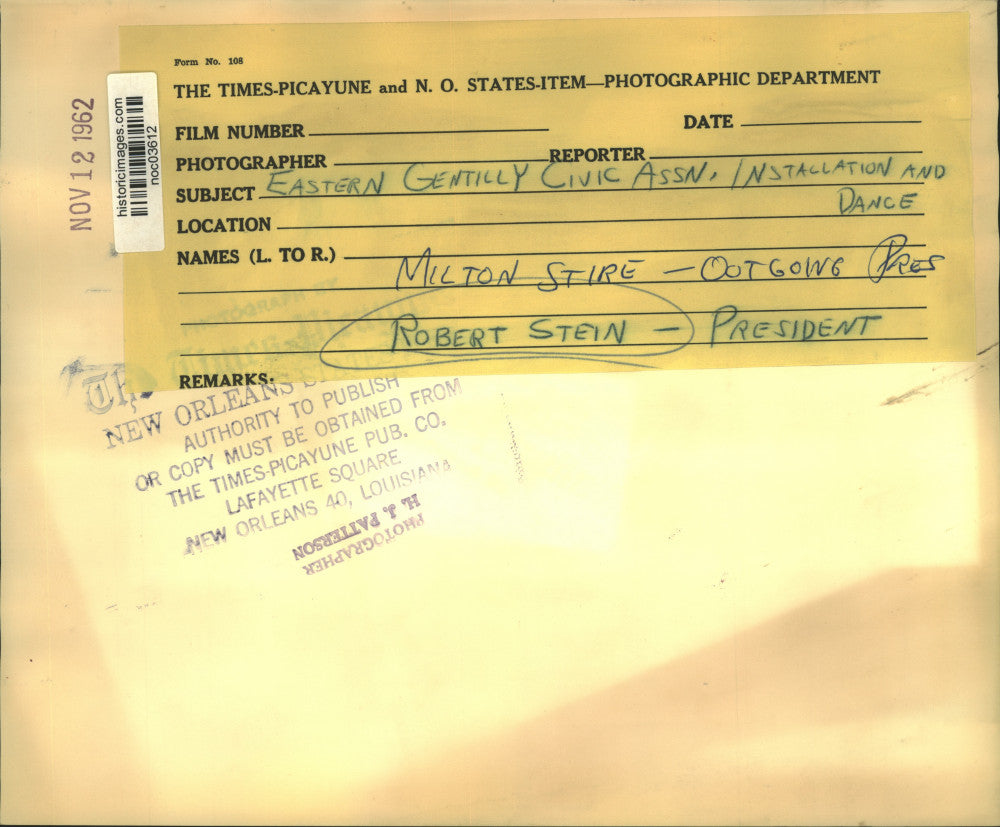 Form No. 108
THE TIMES-PICAYUNE and N. O. STATES-ITEM—PHOTOGRAPHIC DEPARTMENT
FILM NUMBER
DATE
PHOTOGRAPHER
REPORTER
SUBJECT EASTERN GENTILLY CIVIC ASSN. INSTALLATION AND
DANCE
LOCATION
NAMES (L. TO R.)
MILTON STIRE - OUTGOING PRES
ROBERT STEIN - PRESIDENT
REMARKS:
NOV 12 1962
historicimages.com
noc03612
NEW ORLEANS
AUTHORITY TO PUBLISH
OR COPY MUST BE OBTAINED FROM
THE TIMES-PICAYUNE PUB. CO.
LAFAYETTE SQUARE
NEW ORLEANS 40, LOUISIANA
PHOTOGRAPHER
H. J. PATTERSON